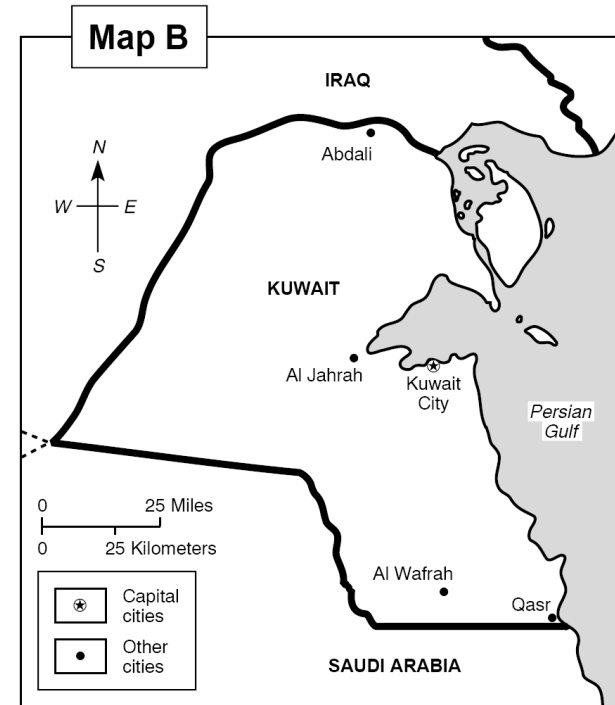 Map B
IRAQ
Abdali
N
W
E
S
KUWAIT
Al Jahrah
Kuwait
City
Persian
Gulf
0
25 Miles
0
25 Kilometers
Al Wafrah
Qasr
Capital
cities
Other
cities
SAUDI ARABIA